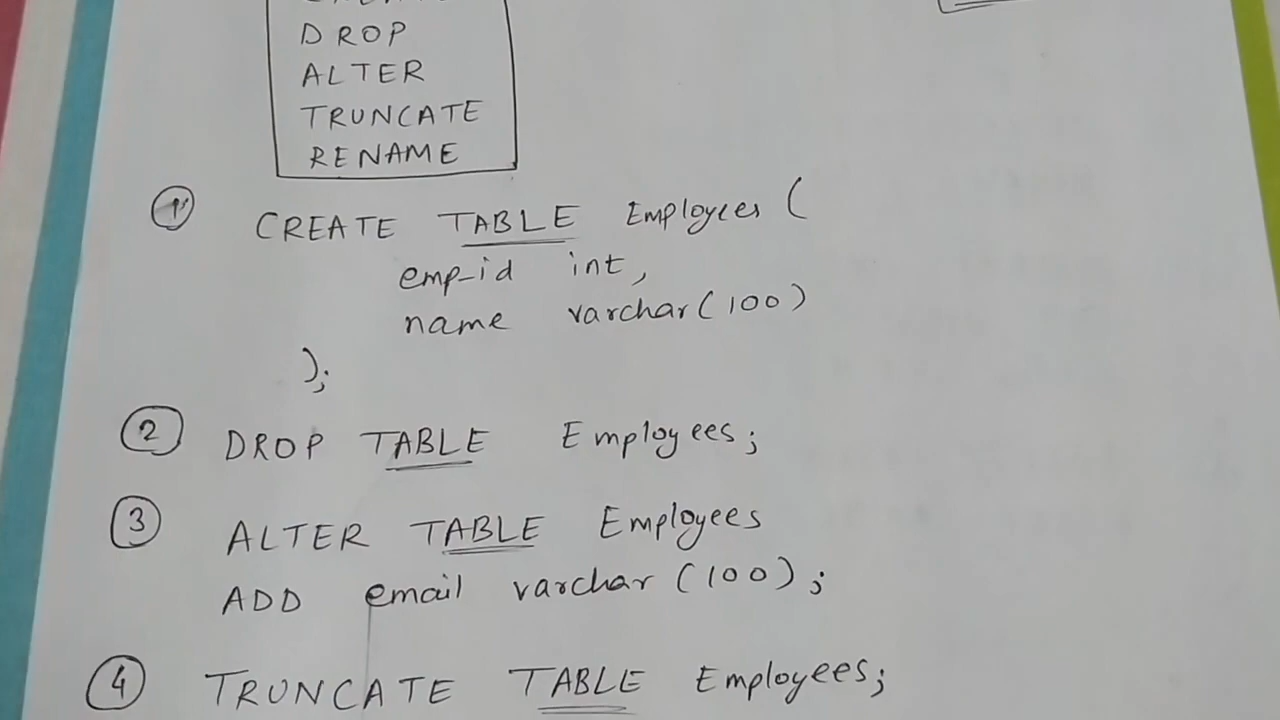 DROP
ALTER
TRUNCATE
RENAME
1 CREATE TABLE Employees (
emp_id int,
name varchar(100)
);
2 DROP TABLE Employees;
3 ALTER TABLE Employees
ADD email varchar (100);
4 TRUNCATE TABLE Employees;